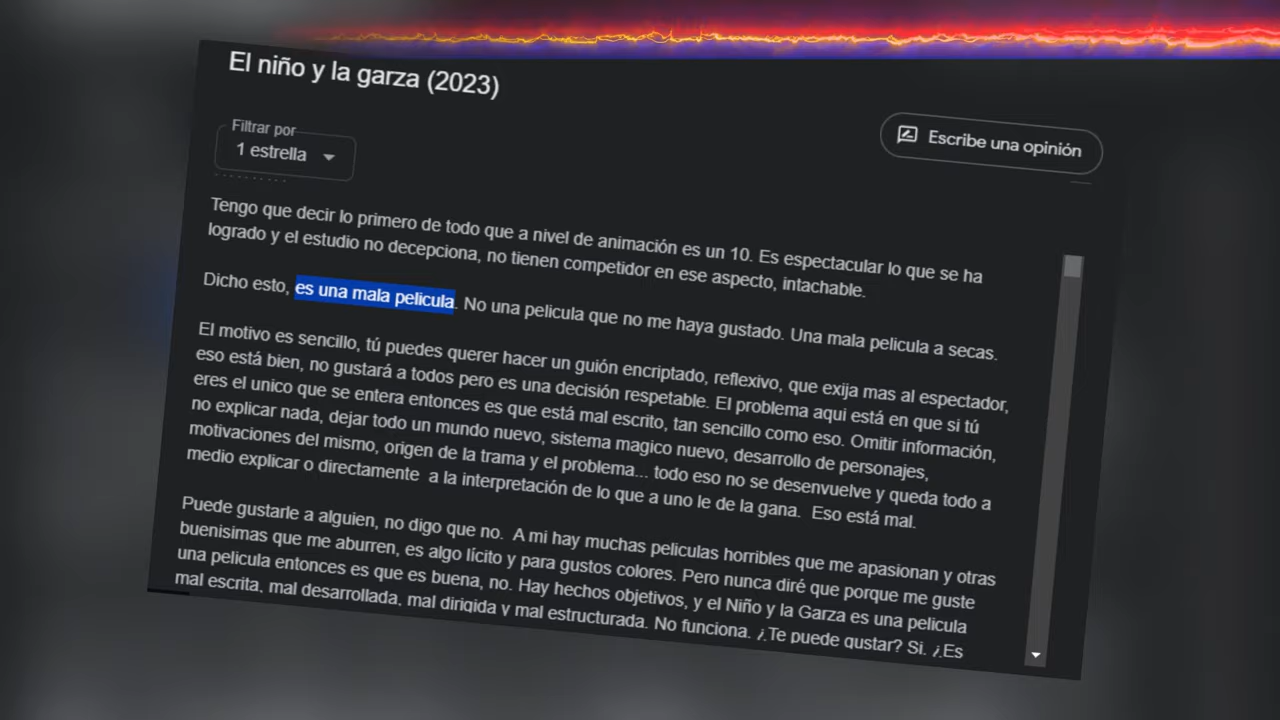 El niño y la garza (2023)
Filtrar por
1 estrella
Escribe una opinión
Tengo que decir lo primero de todo que a nivel de animación es un 10. Es espectacular lo que se ha
logrado y el estudio no decepciona, no tienen competidor en ese aspecto, intachable.
Dicho esto, es una mala pelicula. No una pelicula que no me haya gustado. Una mala pelicula a secas.
El motivo es sencillo, tú puedes querer hacer un guión encriptado, reflexivo, que exija mas al espectador,
eso está bien, no gustará a todos pero es una decisión respetable. El problema aqui está en que si tú
eres el unico que se entera entonces es que está mal escrito, tan sencillo como eso. Omitir información,
no explicar nada, dejar todo un mundo nuevo, sistema magico nuevo, desarrollo de personajes,
motivaciones del mismo, origen de la trama y el problema... todo eso no se desenvuelve y queda todo a
medio explicar o directamente  a la interpretación de lo que a uno le de la gana.  Eso está mal.
Puede gustarle a alguien, no digo que no.  A mi hay muchas peliculas horribles que me apasionan y otras
buenisimas que me aburren, es algo lícito y para gustos colores. Pero nunca diré que porque me guste
una pelicula entonces es que es buena, no. Hay hechos objetivos, y el Niño y la Garza es una pelicula
mal escrita, mal desarrollada, mal dirigida y mal estructurada. No funciona. ¿Te puede gustar? Si. ¿Es